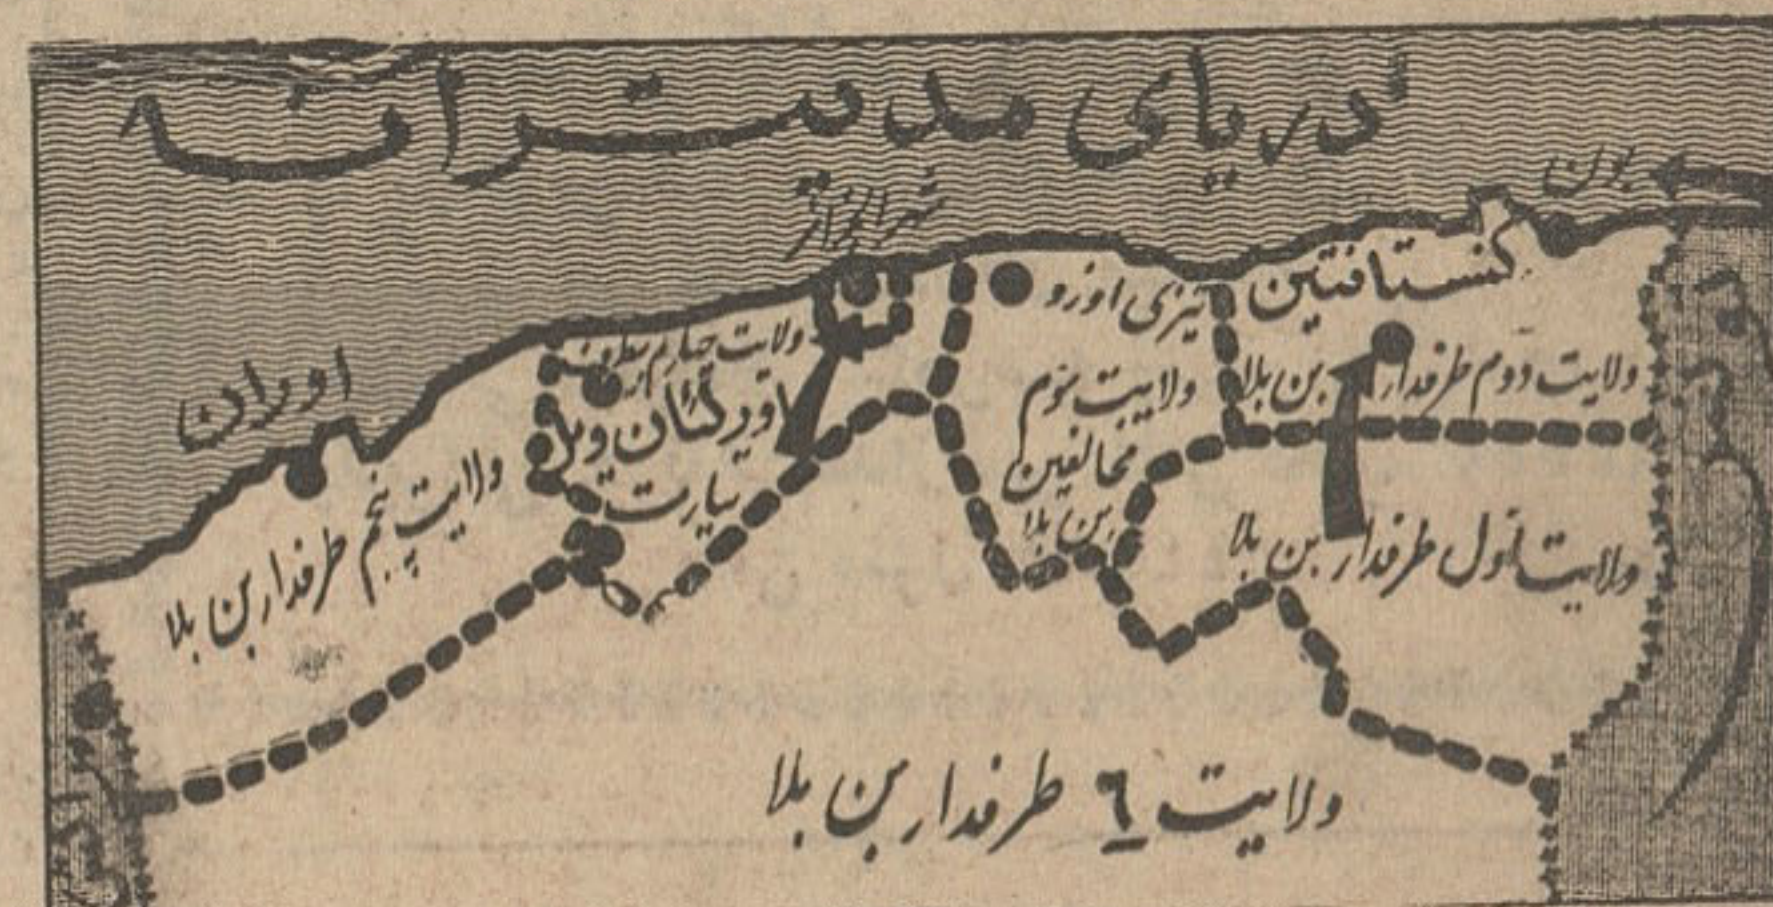 دریای مدیترانه
بون
شهر الجزائر
کنستانتین
تیزی اوزو
اوران
ولایت دوم طرفدار بن بلا
ولایت سوم
مخالفین
بن بلا
ولایت چهارم
اورلئان ویل
تیارت
ولایت پنجم طرفدار بن بلا
ولایت اول طرفدار بن بلا
ولایت ٦ طرفدار بن بلا